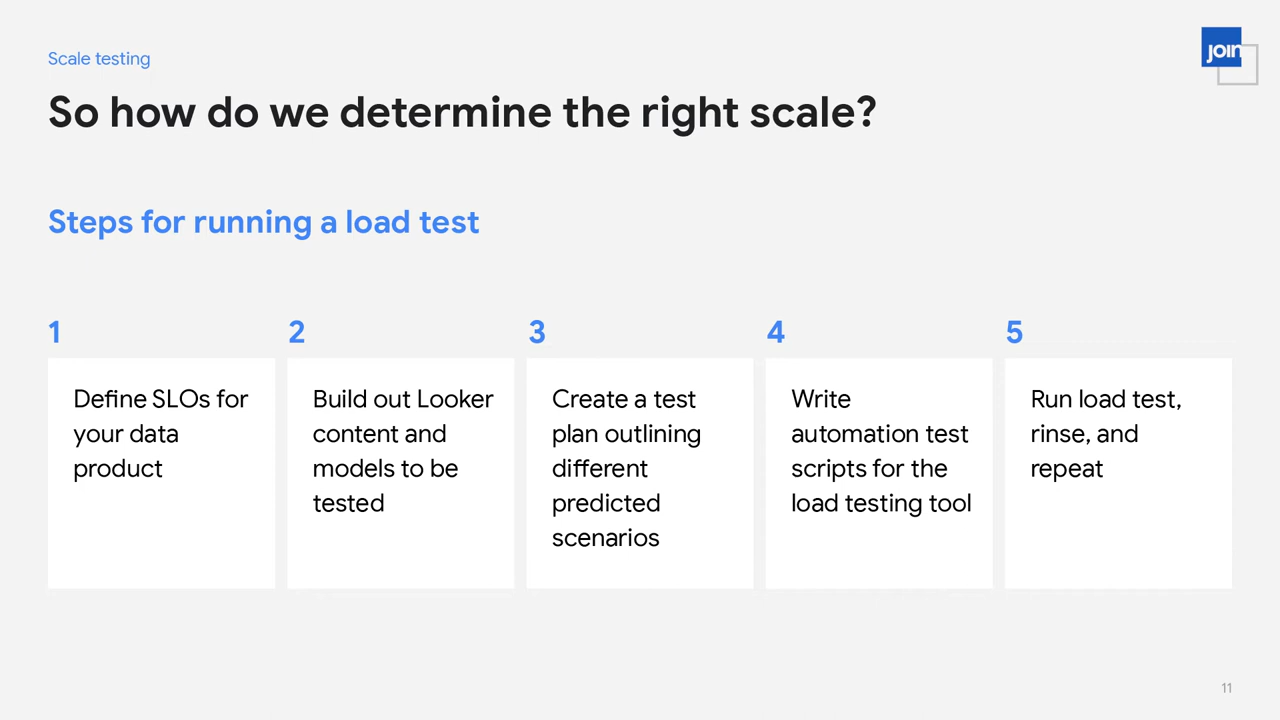 Scale testing
join
So how do we determine the right scale?
Steps for running a load test
1
Define SLOs for
your data
product
2
Build out Looker
content and
models to be
tested
3
Create a test
plan outlining
different
predicted
scenarios
4
Write
automation test
scripts for the
load testing tool
5
Run load test,
rinse, and
repeat
11